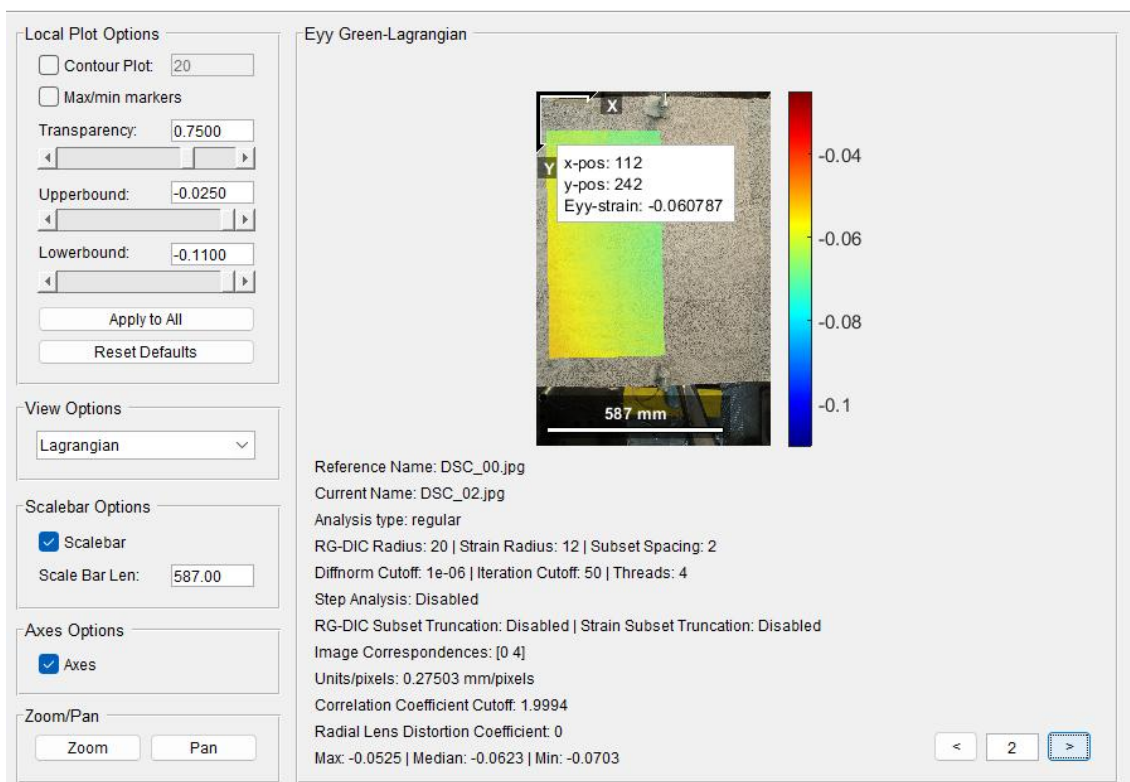 Local Plot Options
Contour Plot: 20
Max/min markers
Transparency: 0.7500
Upperbound: -0.0250
Lowerbound: -0.1100
Apply to All
Reset Defaults
View Options
Lagrangian
Scalebar Options
Scalebar
Scale Bar Len: 587.00
Axes Options
Axes
Zoom/Pan
Zoom Pan
Eyy Green-Lagrangian
X
Y
x-pos: 112
y-pos: 242
Eyy-strain: -0.060787
587 mm
-0.04
-0.06
-0.08
-0.1
Reference Name: DSC_00.jpg
Current Name: DSC_02.jpg
Analysis type: regular
RG-DIC Radius: 20 | Strain Radius: 12 | Subset Spacing: 2
Diffnorm Cutoff: 1e-06 | Iteration Cutoff: 50 | Threads: 4
Step Analysis: Disabled
RG-DIC Subset Truncation: Disabled | Strain Subset Truncation: Disabled
Image Correspondences: [0 4]
Units/pixels: 0.27503 mm/pixels
Correlation Coefficient Cutoff: 1.9994
Radial Lens Distortion Coefficient: 0
Max: -0.0525 | Median: -0.0623 | Min: -0.0703
< 2 >